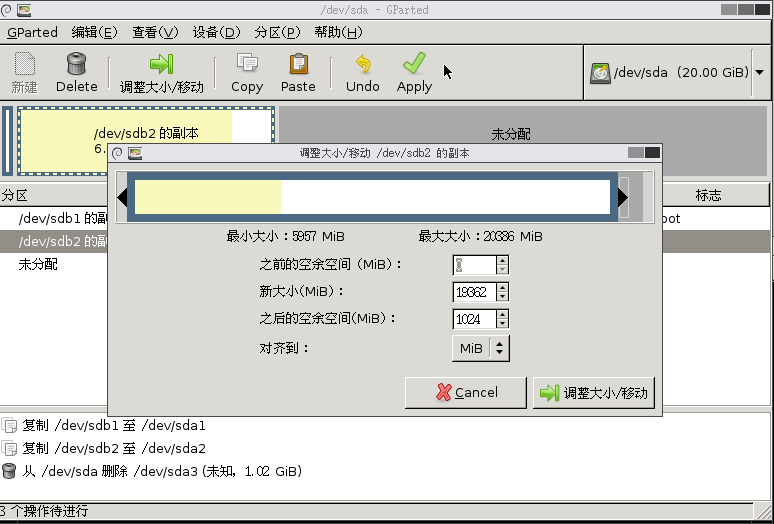 /dev/sda - GParted
GParted 编辑(E) 查看(V) 设备(D) 分区(P) 帮助(H)
新建 Delete 调整大小/移动 Copy Paste Undo Apply /dev/sda (20.00 GiB)
/dev/sdb2 的副本 未分配
6.
调整大小/移动 /dev/sdb2 的副本
分区 标志
/dev/sdb1 的副
/dev/sdb2 的副
未分配
最小大小：5957 MiB 最大大小：20386 MiB
之前的空余空间 (MiB)：
新大小(MiB)： 19362
之后的空余空间(MiB)： 1024
对齐到： MiB
Cancel 调整大小/移动
复制 /dev/sdb1 至 /dev/sda1
复制 /dev/sdb2 至 /dev/sda2
从 /dev/sda 删除 /dev/sda3 (未知，1.02 GiB)
3 个操作待进行